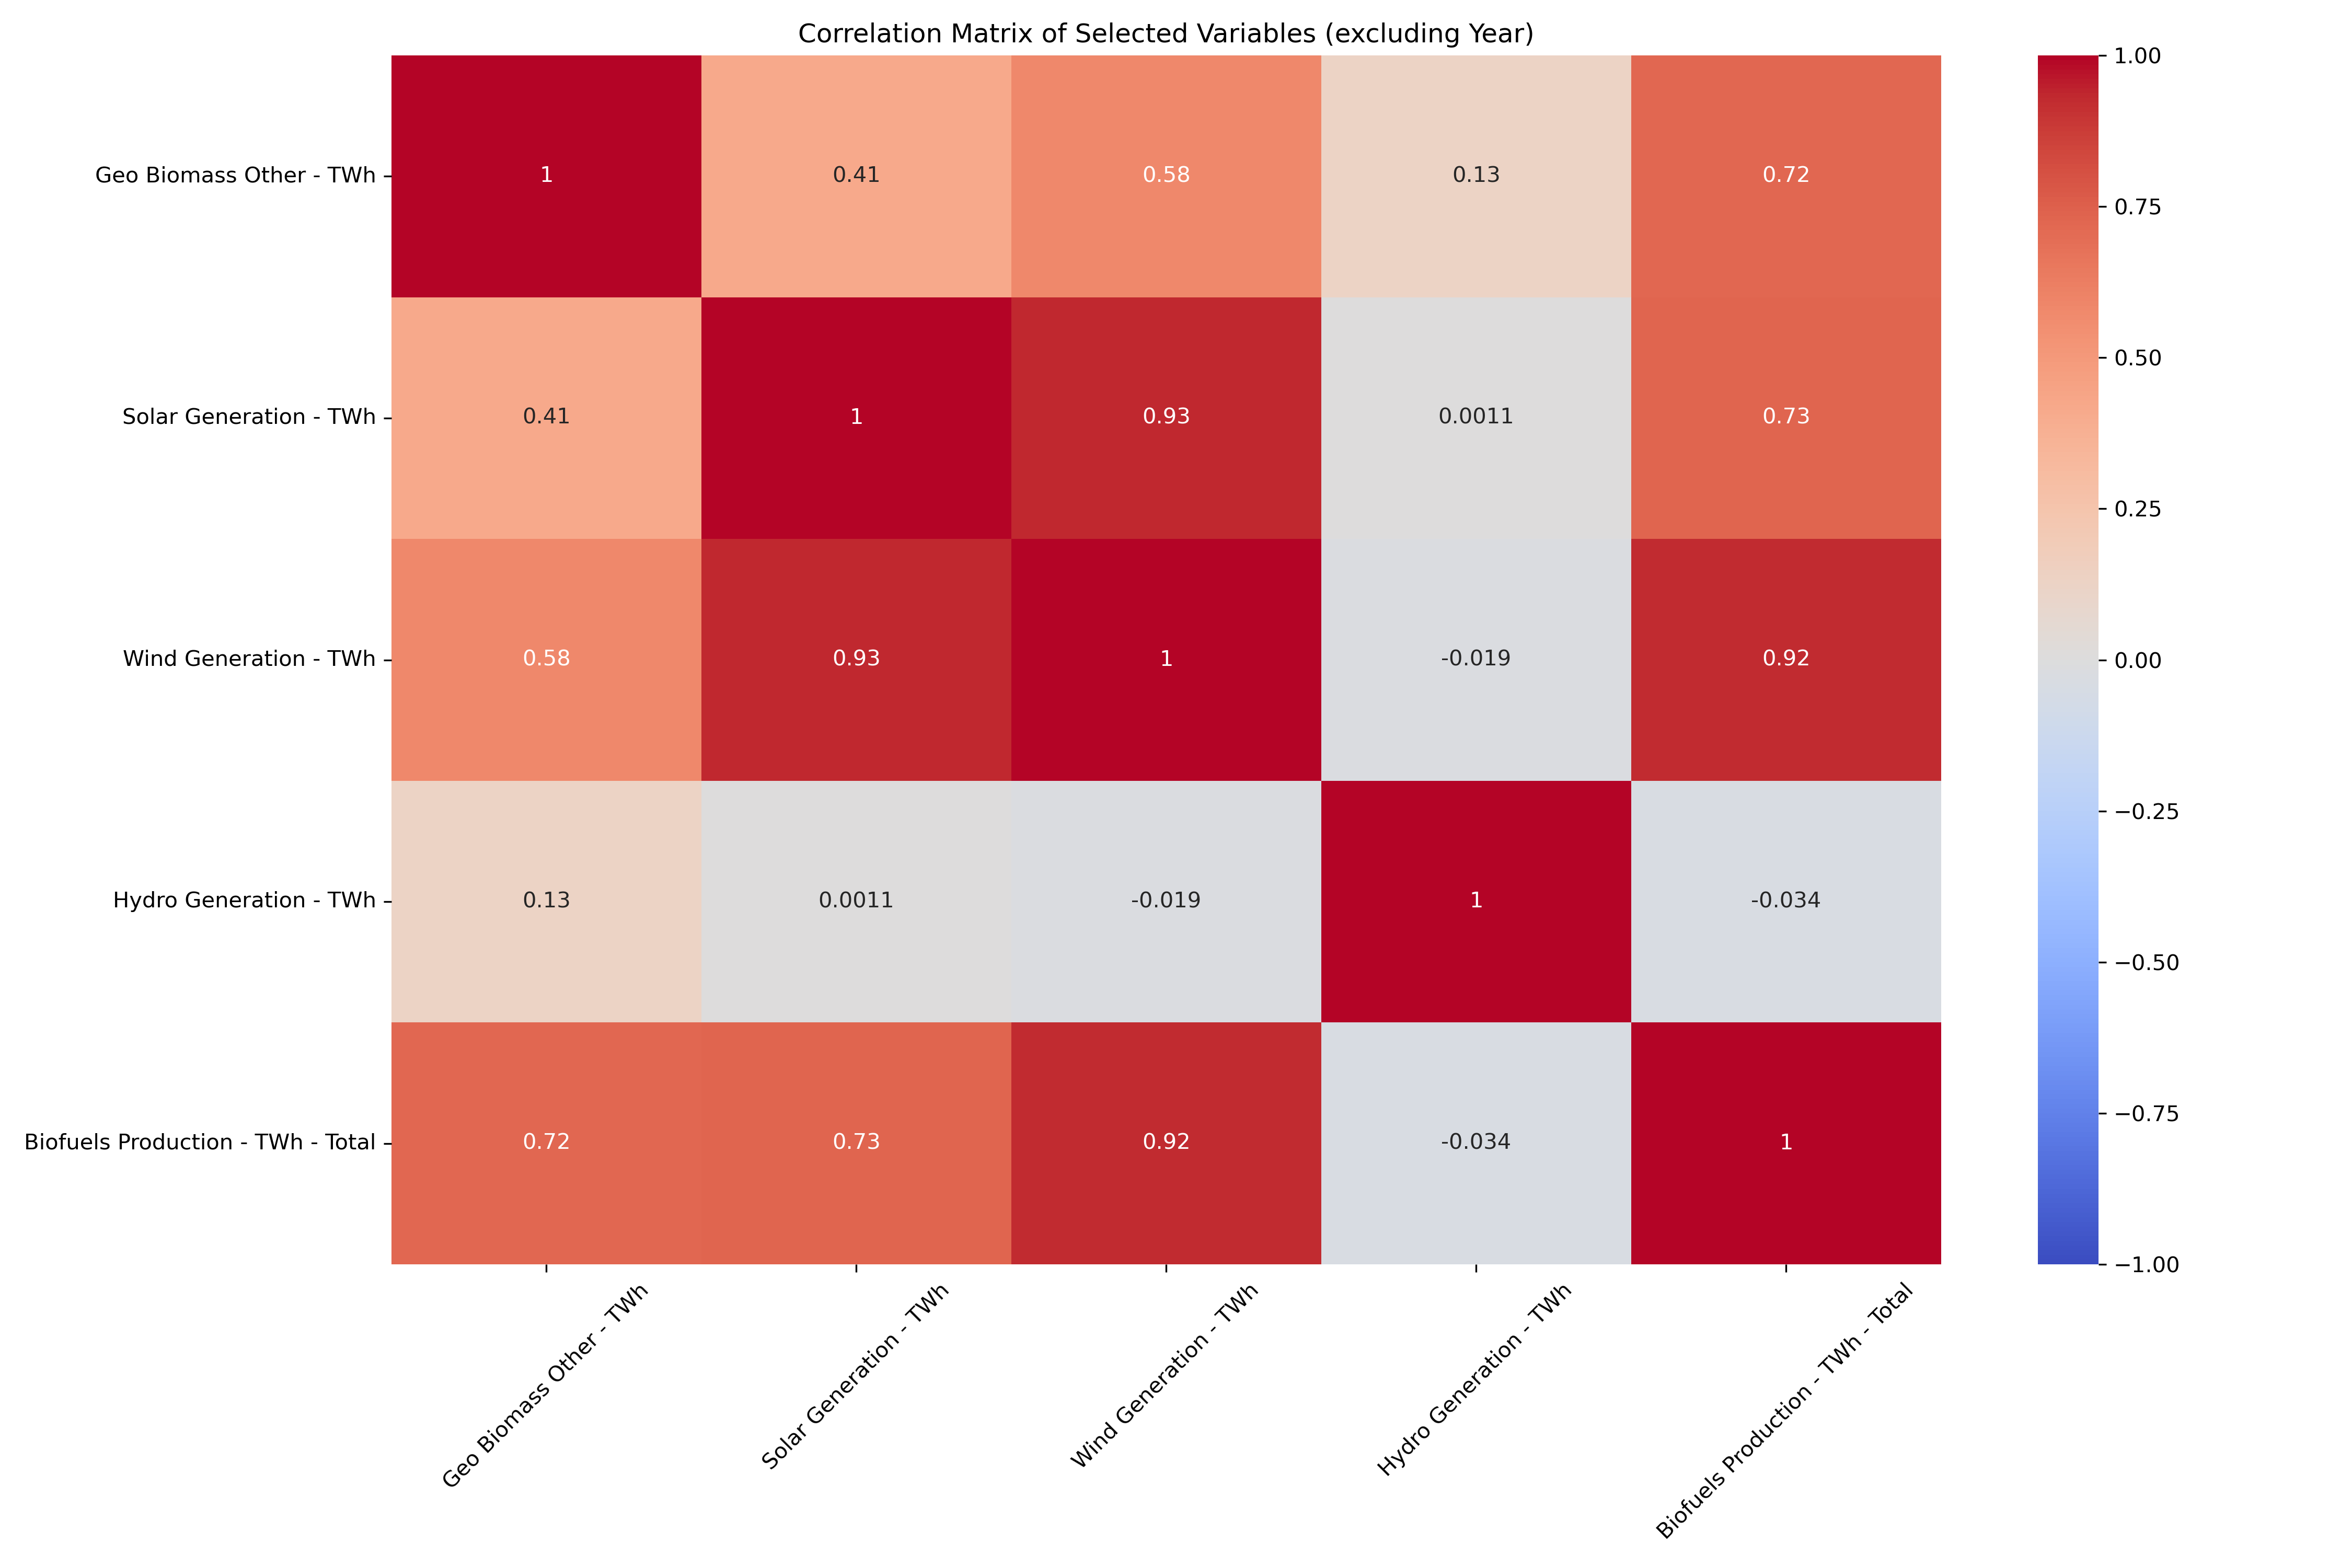 Correlation Matrix of Selected Variables (excluding Year)
Geo Biomass Other - TWh
1 0.41 0.58 0.13 0.72
Solar Generation - TWh
0.41 1 0.93 0.0011 0.73
Wind Generation - TWh
0.58 0.93 1 -0.019 0.92
Hydro Generation - TWh
0.13 0.0011 -0.019 1 -0.034
Biofuels Production - TWh - Total
0.72 0.73 0.92 -0.034 1
Geo Biomass Other - TWh
Solar Generation - TWh
Wind Generation - TWh
Hydro Generation - TWh
Biofuels Production - TWh - Total
1.00
0.75
0.50
0.25
0.00
−0.25
−0.50
−0.75
−1.00